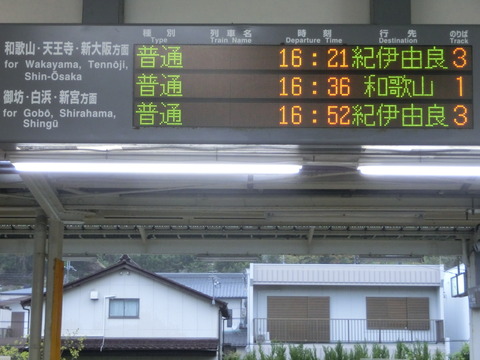 和歌山・天王寺・新大阪方面
for Wakayama, Tennōji,
Shin-Ōsaka
御坊・白浜・新宮方面
for Gobō, Shirahama,
Shingū
種別 列車名 時刻 行先 のりば
Train Name Departure Time Destination Track
普通 16:21 紀伊由良 3
普通 16:36 和歌山 1
普通 16:52 紀伊由良 3